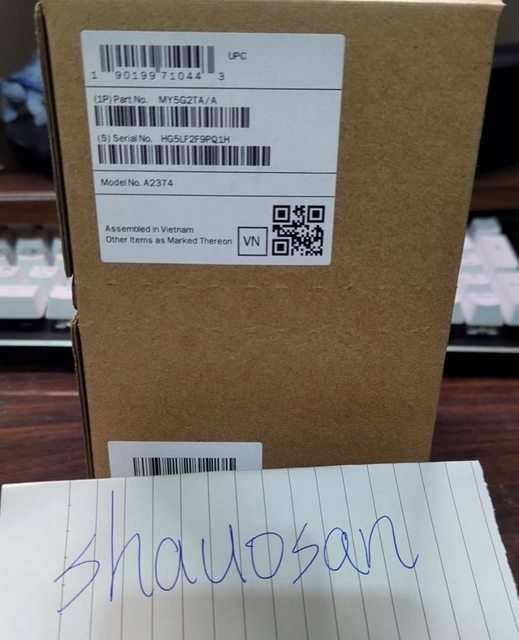 UPC
1 90199 71044 3
(1P) Part No. MY5G2TA/A
(S) Serial No. HG5LF2F9PQ1H
Model No. A2374
Assembled in Vietnam
Other Items as Marked Thereon
VN
shauosan